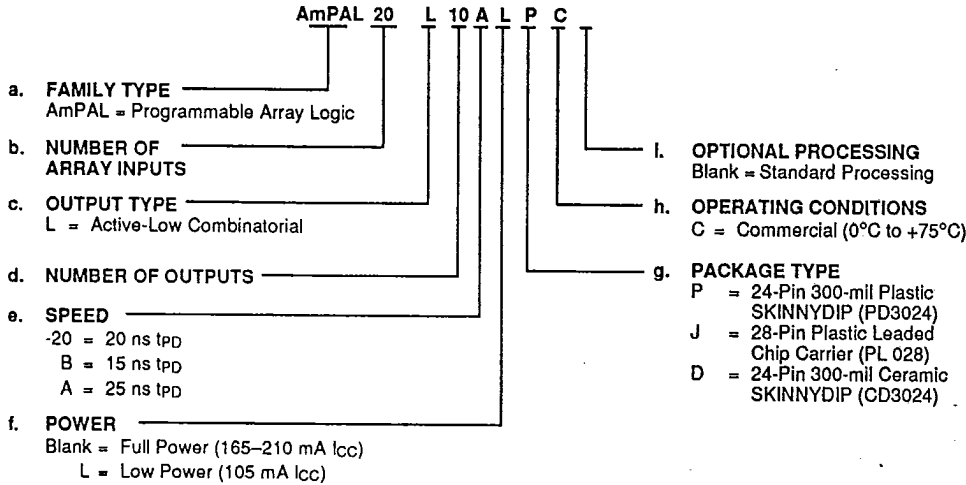 AmPAL 20 L 10 A L P C
a. FAMILY TYPE
AmPAL = Programmable Array Logic
b. NUMBER OF
ARRAY INPUTS
c. OUTPUT TYPE
L = Active-Low Combinatorial
d. NUMBER OF OUTPUTS
e. SPEED
-20 = 20 ns tPD
B = 15 ns tPD
A = 25 ns tPD
f. POWER
Blank = Full Power (165–210 mA ICC)
L = Low Power (105 mA ICC)
I. OPTIONAL PROCESSING
Blank = Standard Processing
h. OPERATING CONDITIONS
C = Commercial (0°C to +75°C)
g. PACKAGE TYPE
P = 24-Pin 300-mil Plastic
SKINNYDIP (PD3024)
J = 28-Pin Plastic Leaded
Chip Carrier (PL 028)
D = 24-Pin 300-mil Ceramic
SKINNYDIP (CD3024)